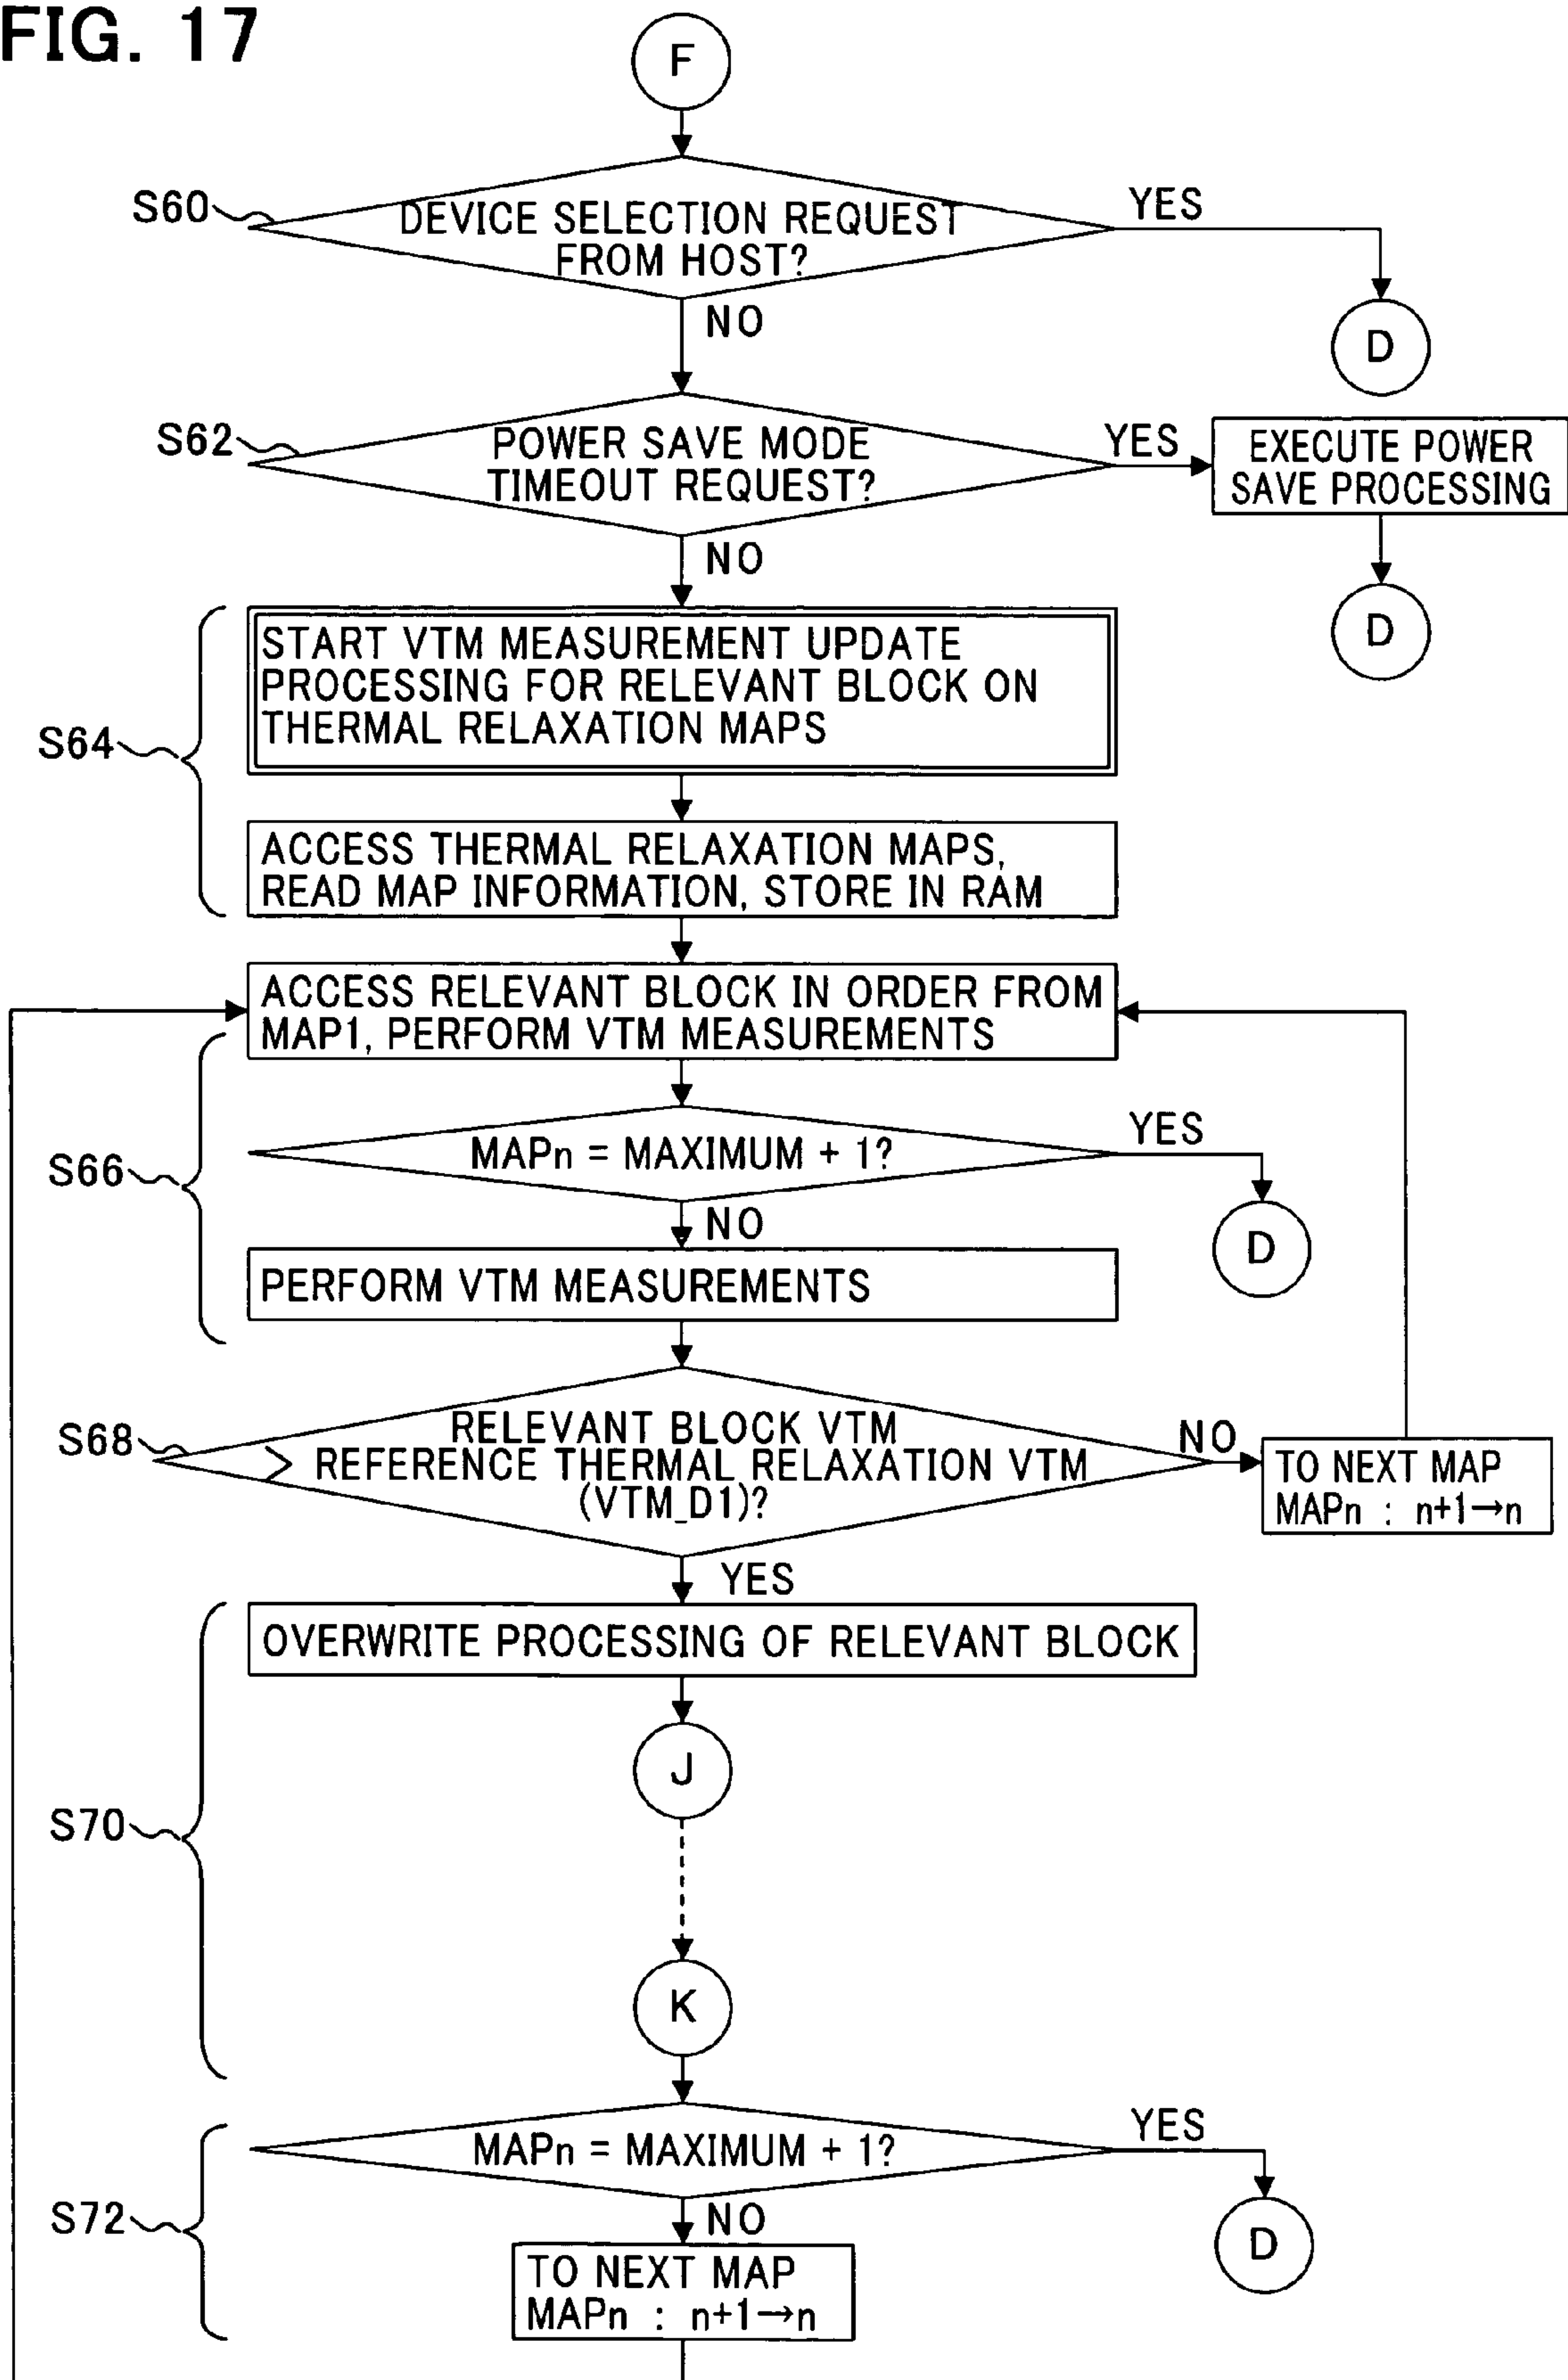 FIG. 17
F
S60
DEVICE SELECTION REQUEST
FROM HOST?
YES
NO
D
S62
POWER SAVE MODE
TIMEOUT REQUEST?
YES
EXECUTE POWER
SAVE PROCESSING
NO
D
S64
START VTM MEASUREMENT UPDATE
PROCESSING FOR RELEVANT BLOCK ON
THERMAL RELAXATION MAPS
ACCESS THERMAL RELAXATION MAPS,
READ MAP INFORMATION, STORE IN RAM
ACCESS RELEVANT BLOCK IN ORDER FROM
MAP1, PERFORM VTM MEASUREMENTS
S66
MAPn = MAXIMUM + 1?
YES
NO
D
PERFORM VTM MEASUREMENTS
S68
RELEVANT BLOCK VTM
> REFERENCE THERMAL RELAXATION VTM
(VTM_D1)?
NO
TO NEXT MAP
MAPn : n+1→n
YES
S70
OVERWRITE PROCESSING OF RELEVANT BLOCK
J
K
S72
MAPn = MAXIMUM + 1?
YES
NO
D
TO NEXT MAP
MAPn : n+1→n